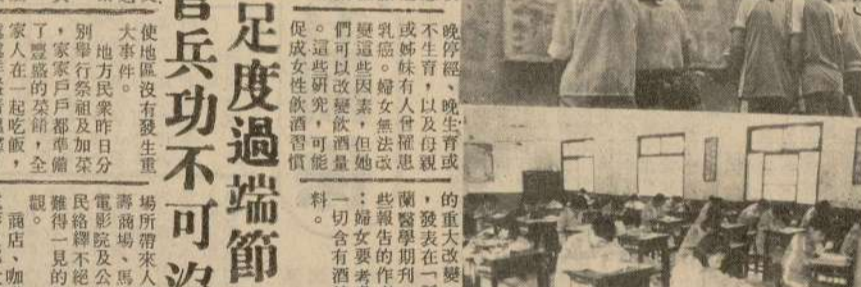 晚停經、晚生育或
不生育，以及母親
或姊妹有人曾罹患
乳癌。婦女無法改
變這些因素，但她
們可以改變飲酒量
。這些研究，可能
促成女性飲酒習慣
的重大改變
，發表在「
蘭醫學期刊
些報告的作
：婦女要考
一切含有酒
料。
足度過端節
官兵功不可沒
使地區沒有發生重
大事件。
地方民衆昨日分
別舉行祭祖及加菜
，家家戶戶都準備
了豐盛的菜餚，全
家人在一起吃飯，
場所帶來人
壽商場、馬
電影院及公
民絡繹不絕
難得一見的
觀。
商店、咖